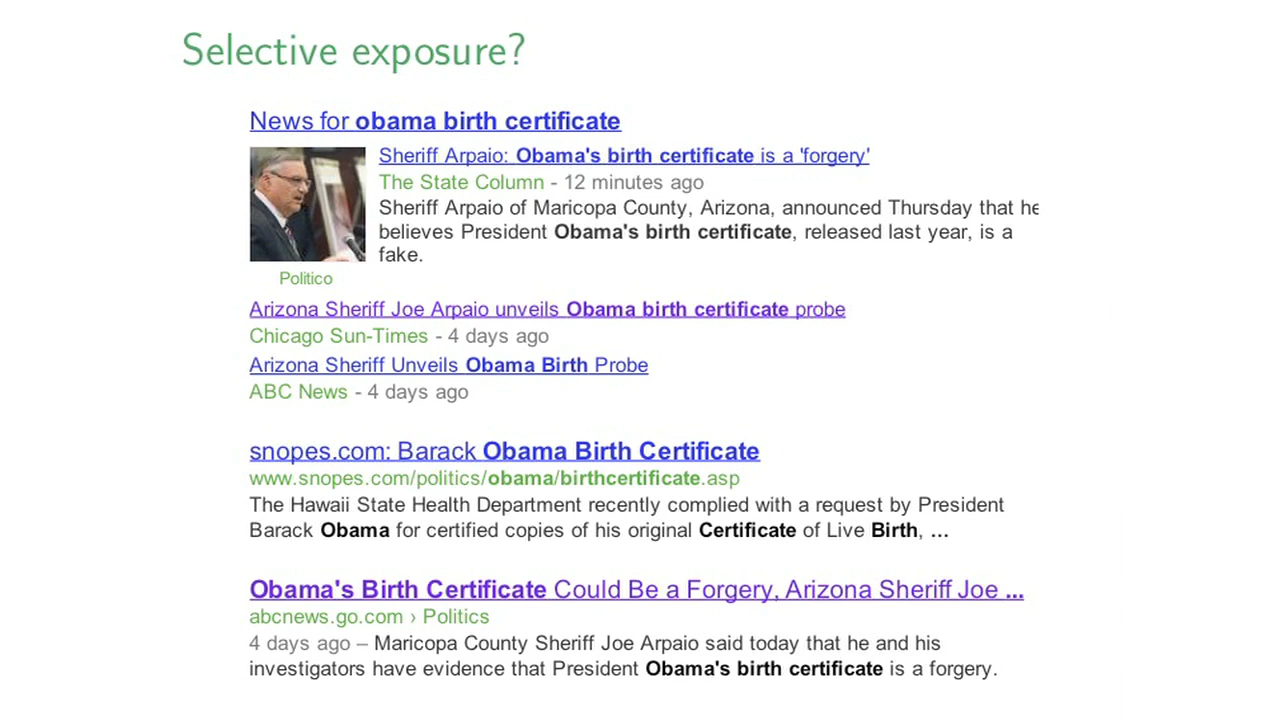 Selective exposure?
News for obama birth certificate
Sheriff Arpaio: Obama's birth certificate is a 'forgery'
The State Column - 12 minutes ago
Sheriff Arpaio of Maricopa County, Arizona, announced Thursday that he
believes President Obama's birth certificate, released last year, is a
fake.
Politico
Arizona Sheriff Joe Arpaio unveils Obama birth certificate probe
Chicago Sun-Times - 4 days ago
Arizona Sheriff Unveils Obama Birth Probe
ABC News - 4 days ago
snopes.com: Barack Obama Birth Certificate
www.snopes.com/politics/obama/birthcertificate.asp
The Hawaii State Health Department recently complied with a request by President
Barack Obama for certified copies of his original Certificate of Live Birth, ...
Obama's Birth Certificate Could Be a Forgery, Arizona Sheriff Joe ...
abcnews.go.com › Politics
4 days ago – Maricopa County Sheriff Joe Arpaio said today that he and his
investigators have evidence that President Obama's birth certificate is a forgery.